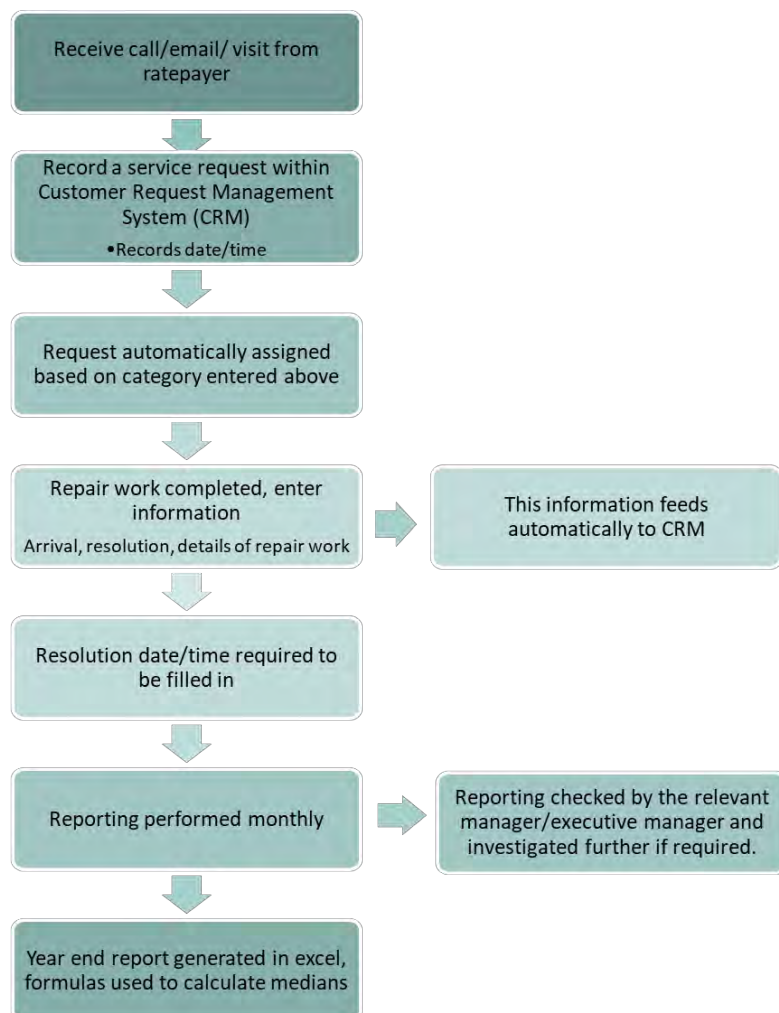 Receive call/email/ visit from
ratepayer
Record a service request within
Customer Request Management
System (CRM)
•Records date/time
Request automatically assigned
based on category entered above
Repair work completed, enter
information
Arrival, resolution, details of repair work
This information feeds
automatically to CRM
Resolution date/time required to
be filled in
Reporting performed monthly
Reporting checked by the relevant
manager/executive manager and
investigated further if required.
Year end report generated in excel,
formulas used to calculate medians